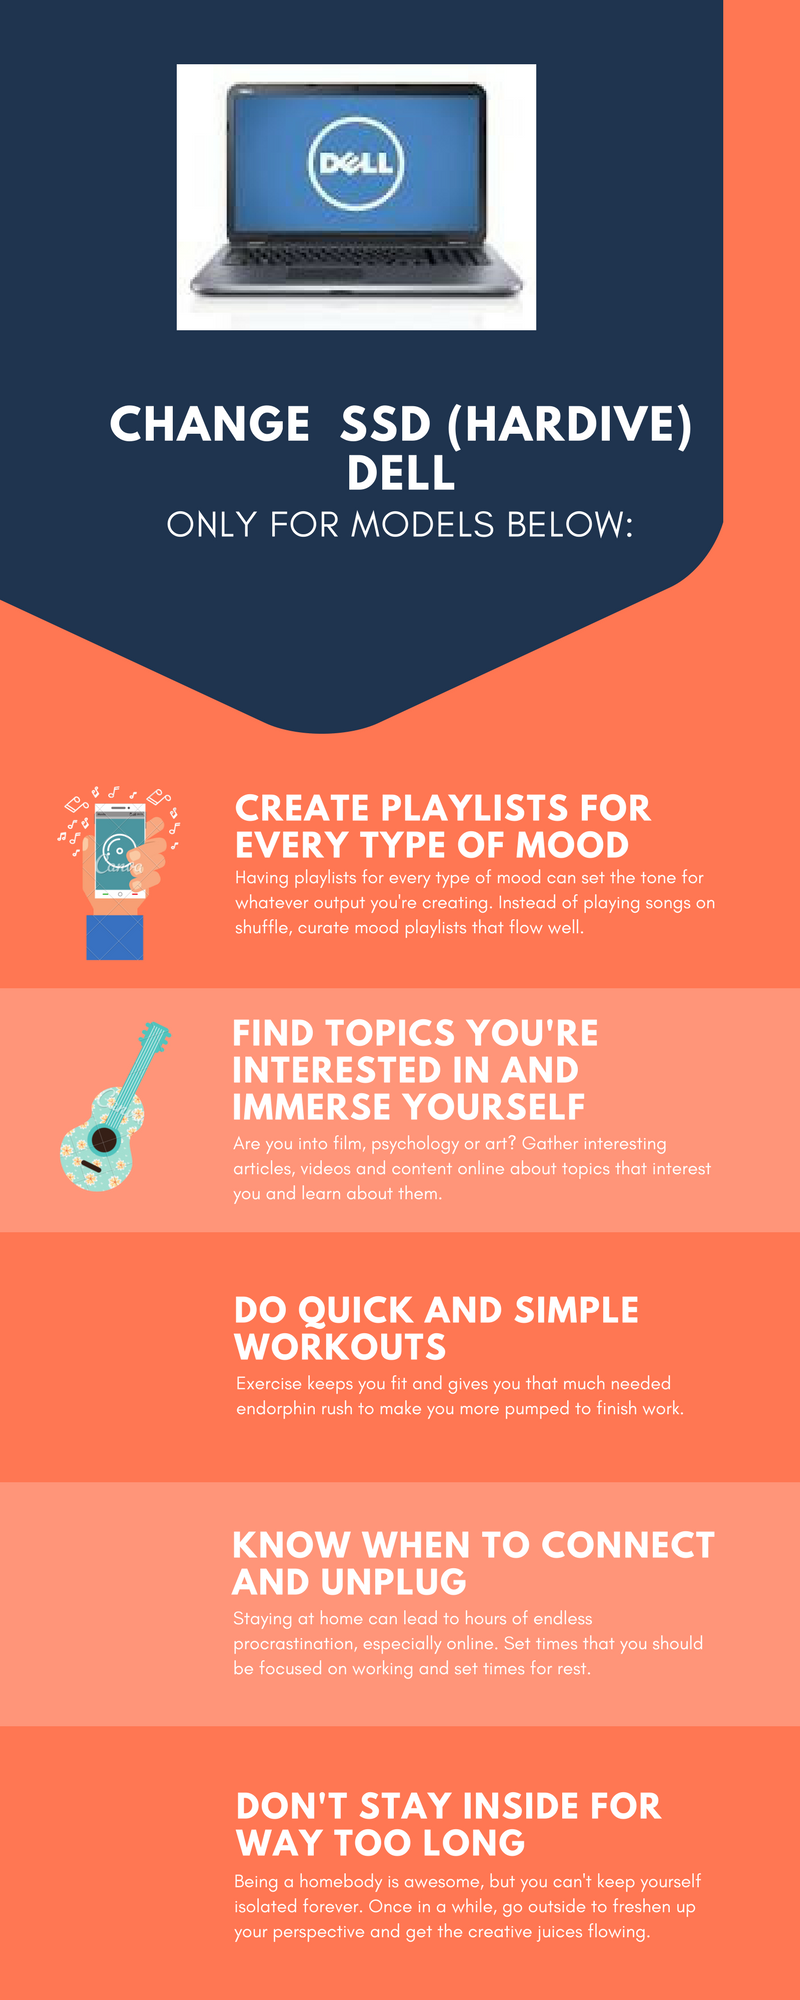 DELL
CHANGE SSD (HARDIVE)
DELL
ONLY FOR MODELS BELOW:
CREATE PLAYLISTS FOR
EVERY TYPE OF MOOD
Having playlists for every type of mood can set the tone for
whatever output you're creating. Instead of playing songs on
shuffle, curate mood playlists that flow well.
Canva
FIND TOPICS YOU'RE
INTERESTED IN AND
IMMERSE YOURSELF
Are you into film, psychology or art? Gather interesting
articles, videos and content online about topics that interest
you and learn about them.
DO QUICK AND SIMPLE
WORKOUTS
Exercise keeps you fit and gives you that much needed
endorphin rush to make you more pumped to finish work.
KNOW WHEN TO CONNECT
AND UNPLUG
Staying at home can lead to hours of endless
procrastination, especially online. Set times that you should
be focused on working and set times for rest.
DON'T STAY INSIDE FOR
WAY TOO LONG
Being a homebody is awesome, but you can't keep yourself
isolated forever. Once in a while, go outside to freshen up
your perspective and get the creative juices flowing.